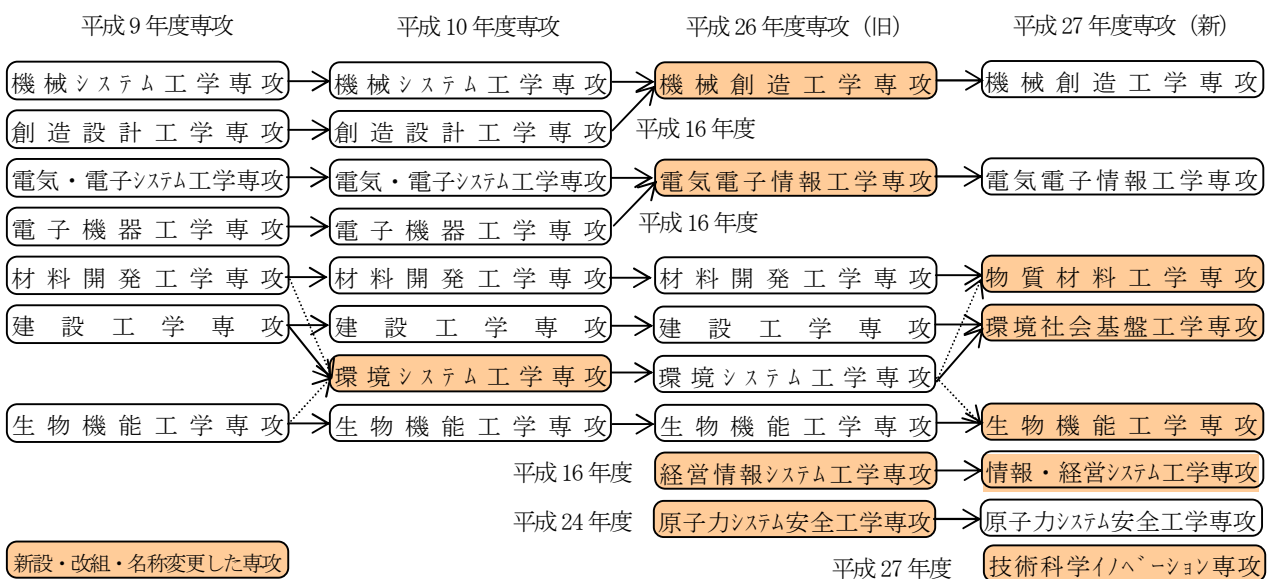 平成9年度専攻 平成10年度専攻 平成26年度専攻（旧） 平成27年度専攻（新）
機械システム工学専攻 機械システム工学専攻 機械創造工学専攻 機械創造工学専攻
創造設計工学専攻 創造設計工学専攻 平成16年度
電気・電子システム工学専攻 電気・電子システム工学専攻 電気電子情報工学専攻 電気電子情報工学専攻
電子機器工学専攻 電子機器工学専攻 平成16年度
材料開発工学専攻 材料開発工学専攻 材料開発工学専攻 物質材料工学専攻
建設工学専攻 建設工学専攻 建設工学専攻 環境社会基盤工学専攻
環境システム工学専攻 環境システム工学専攻
生物機能工学専攻 生物機能工学専攻 生物機能工学専攻 生物機能工学専攻
平成16年度 経営情報システム工学専攻 情報・経営システム工学専攻
平成24年度 原子力システム安全工学専攻 原子力システム安全工学専攻
新設・改組・名称変更した専攻 平成27年度 技術科学イノベーション専攻